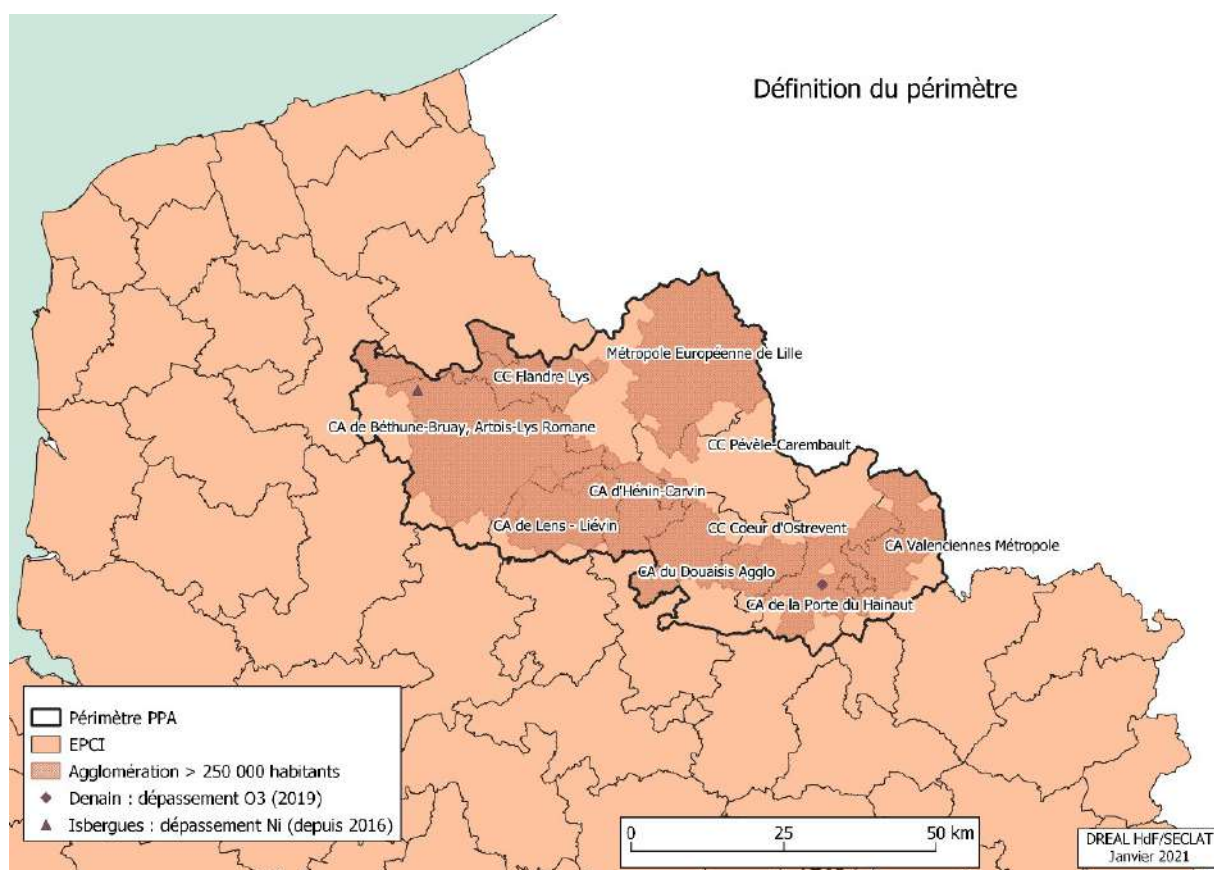 Définition du périmètre
Métropole Européenne de Lille
CC Flandre Lys
CA de Béthune-Bruay, Artois-Lys Romane
CC Pévèle-Carembault
CA d'Hénin-Carvin
CA de Lens - Liévin
CC Coeur d'Ostrevent
CA Valenciennes Métropole
CA du Douaisis Agglo
CA de la Porte du Hainaut
Périmètre PPA
EPCI
Agglomération > 250 000 habitants
Denain : dépassement O3 (2019)
Isbergues : dépassement Ni (depuis 2016)
0 25 50 km
DREAL HdF/SECLAT
Janvier 2021